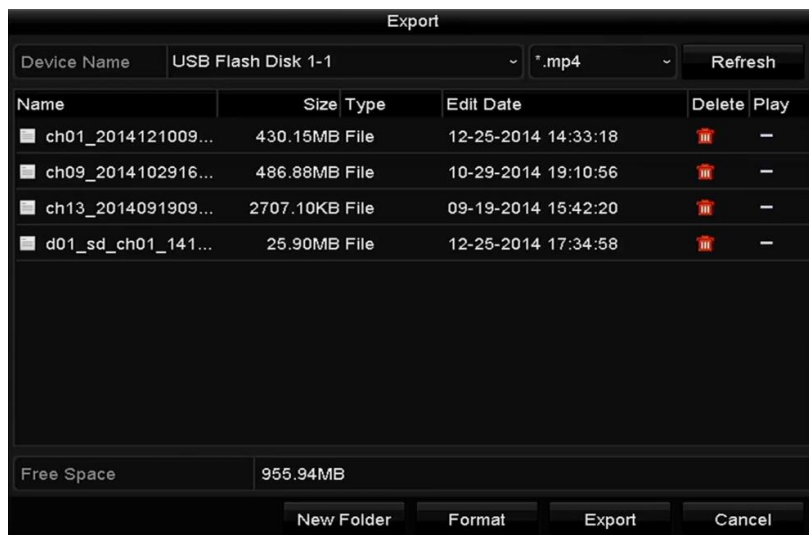 Export
Device Name USB Flash Disk 1-1 *.mp4 Refresh
Name Size Type Edit Date Delete Play
ch01_2014121009... 430.15MB File 12-25-2014 14:33:18
ch09_2014102916... 486.88MB File 10-29-2014 19:10:56
ch13_2014091909... 2707.10KB File 09-19-2014 15:42:20
d01_sd_ch01_141... 25.90MB File 12-25-2014 17:34:58
Free Space 955.94MB
New Folder Format Export Cancel